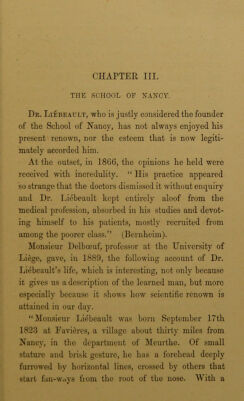 CHAPTER III.
THE SCHOOL OF NANCY.
DR. LIÉBEAULT, who is justly considered the founder
of the School of Nancy, has not always enjoyed his
present renown, nor the esteem that is now legiti-
mately accorded him.
At the outset, in 1866, the opinions he held were
received with incredulity. "His practice appeared
so strange that the doctors dismissed it without enquiry
and Dr. Liébeault kept entirely aloof from the
medical profession, absorbed in his studies and devot-
ing himself to his patients, mostly recruited from
among the poorer class." (Bernheim).
Monsieur Delbœuf, professor at the University of
Liège, gave, in 1889, the following account of Dr.
Liébeault's life, which is interesting, not only because
it gives us a description of the learned man, but more
especially because it shows how scientific renown is
attained in our day.
"Monsieur Liébeault was born September 17th
1823 at Favières, a village about thirty miles from
Nancy, in the départment of Meurthe. Of small
stature and brisk gesture, he has a forehead deeply
furrowed by horizontal lines, crossed by others that
start fan-ways from the root of the nose. With a